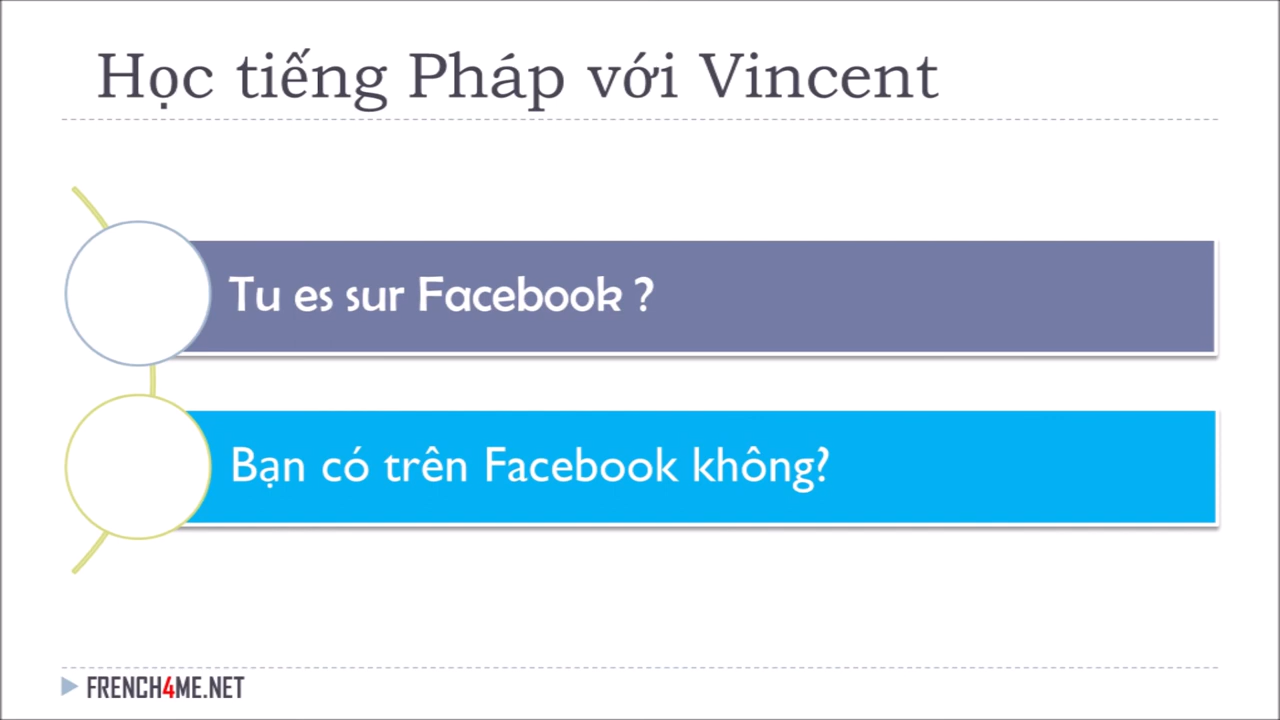 Học tiếng Pháp với Vincent
Tu es sur Facebook ?
Bạn có trên Facebook không?
FRENCH4ME.NET